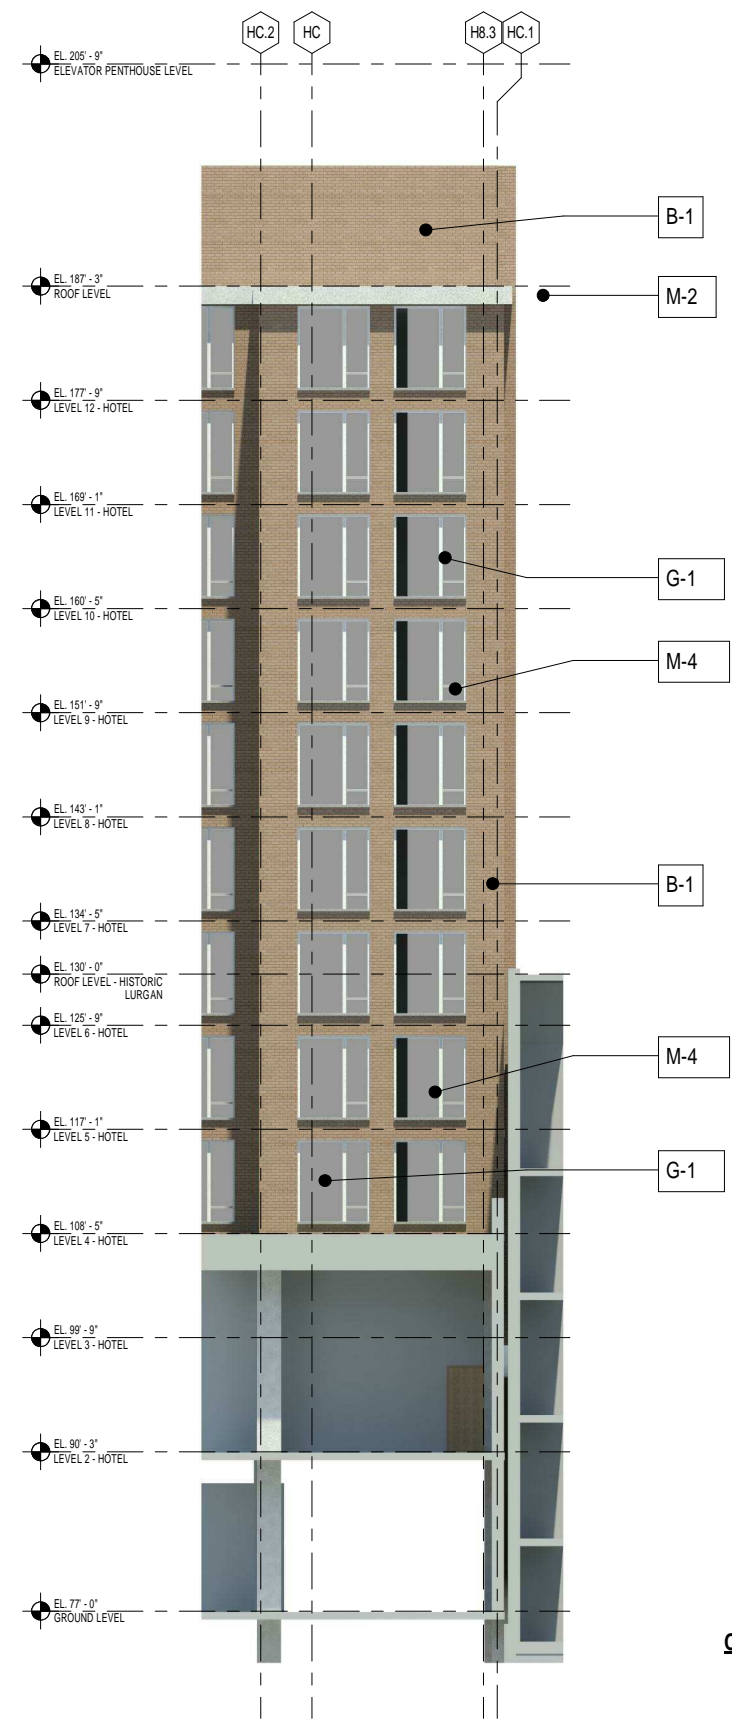 HC.2 HC H8.3 HC.1
EL. 205' - 9"
ELEVATOR PENTHOUSE LEVEL
B-1
EL. 187' - 3"
ROOF LEVEL
M-2
EL. 177' - 9"
LEVEL 12 - HOTEL
EL. 169' - 1"
LEVEL 11 - HOTEL
G-1
EL. 160' - 5"
LEVEL 10 - HOTEL
M-4
EL. 151' - 9"
LEVEL 9 - HOTEL
EL. 143' - 1"
LEVEL 8 - HOTEL
B-1
EL. 134' - 5"
LEVEL 7 - HOTEL
EL. 130' - 0"
ROOF LEVEL - HISTORIC
LURGAN
EL. 125' - 9"
LEVEL 6 - HOTEL
M-4
EL. 117' - 1"
LEVEL 5 - HOTEL
G-1
EL. 108' - 5"
LEVEL 4 - HOTEL
EL. 99' - 9"
LEVEL 3 - HOTEL
EL. 90' - 3"
LEVEL 2 - HOTEL
EL. 77' - 0"
GROUND LEVEL